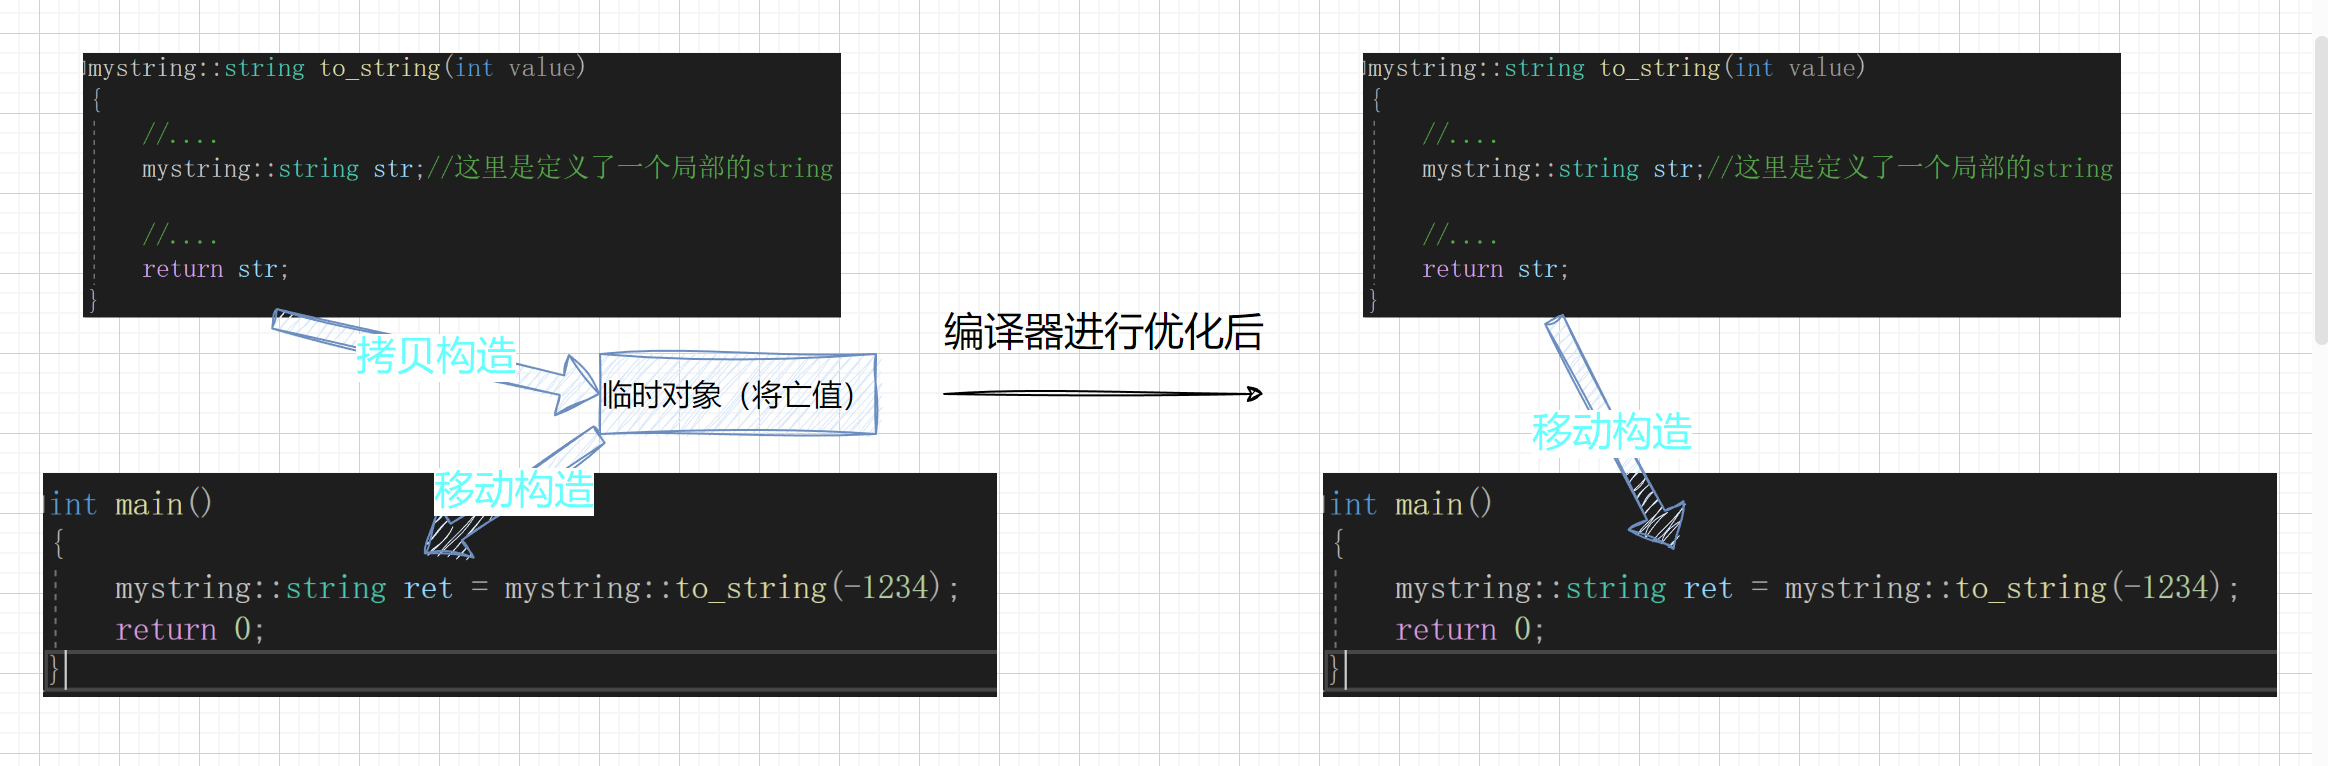 mystring::string to_string(int value)
{
//....
mystring::string str;//这里是定义了一个局部的string
//....
return str;
}
拷贝构造
临时对象（将亡值）
移动构造
int main()
{
mystring::string ret = mystring::to_string(-1234);
return 0;
}
编译器进行优化后
mystring::string to_string(int value)
{
//....
mystring::string str;//这里是定义了一个局部的string
//....
return str;
}
移动构造
int main()
{
mystring::string ret = mystring::to_string(-1234);
return 0;
}